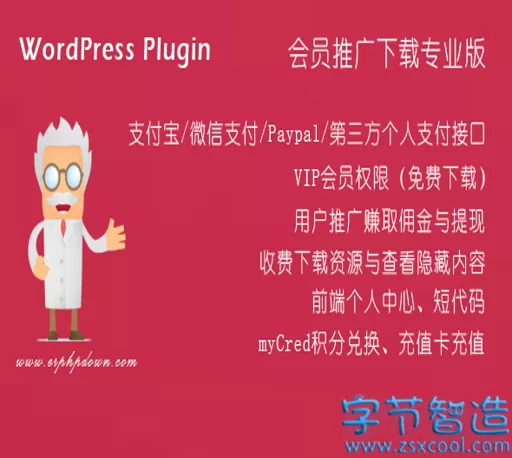 WordPress Plugin
会员推广下载专业版
支付宝/微信支付/Paypal/第三方个人支付接口
VIP会员权限（免费下载）
用户推广赚取佣金与提现
收费下载资源与查看隐藏内容
前端个人中心、短代码
myCred积分兑换、充值卡充值
www.erphpdown.com
字节智造
www.zsxcool.com